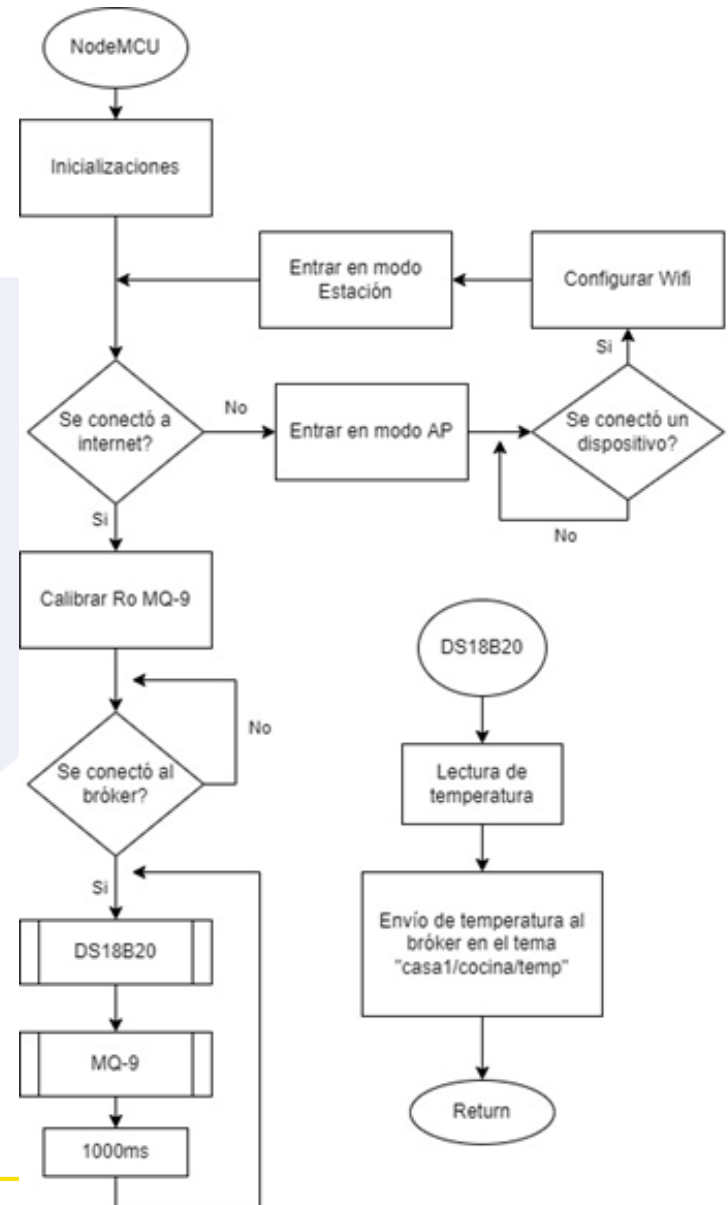 NodeMCU
Inicializaciones
Entrar en modo
Estación
Configurar Wifi
Si
Se conectó a
internet?
No
Entrar en modo AP
Se conectó un
dispositivo?
No
Si
Calibrar Ro MQ-9
No
Se conectó al
bróker?
Si
DS18B20
MQ-9
1000ms
DS18B20
Lectura de
temperatura
Envío de temperatura al
bróker en el tema
"casa1/cocina/temp"
Return